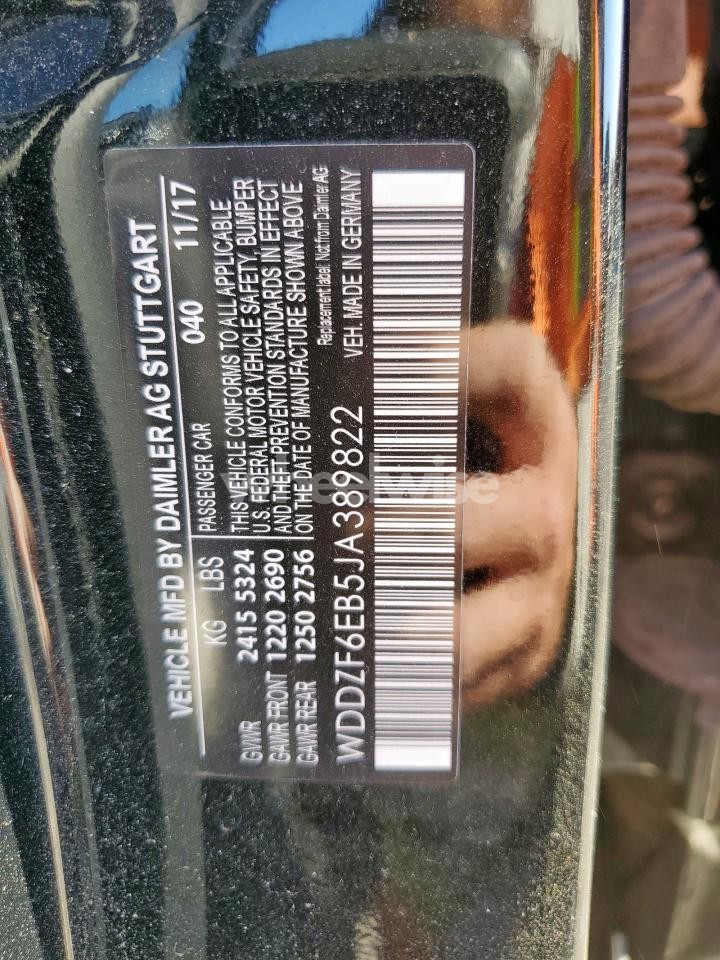 VEHICLE MFD BY DAIMLER AG STUTTGART
040 11/17
KG LBS
GVWR 2415 5324
GAWR FRONT 1220 2690
GAWR REAR 1250 2756
PASSENGER CAR
THIS VEHICLE CONFORMS TO ALL APPLICABLE
U.S. FEDERAL MOTOR VEHICLE SAFETY, BUMPER
AND THEFT PREVENTION STANDARDS IN EFFECT
ON THE DATE OF MANUFACTURE SHOWN ABOVE
Replacement label: Not from Daimler AG
WDDZF6EB5JA389822
VEH. MADE IN GERMANY